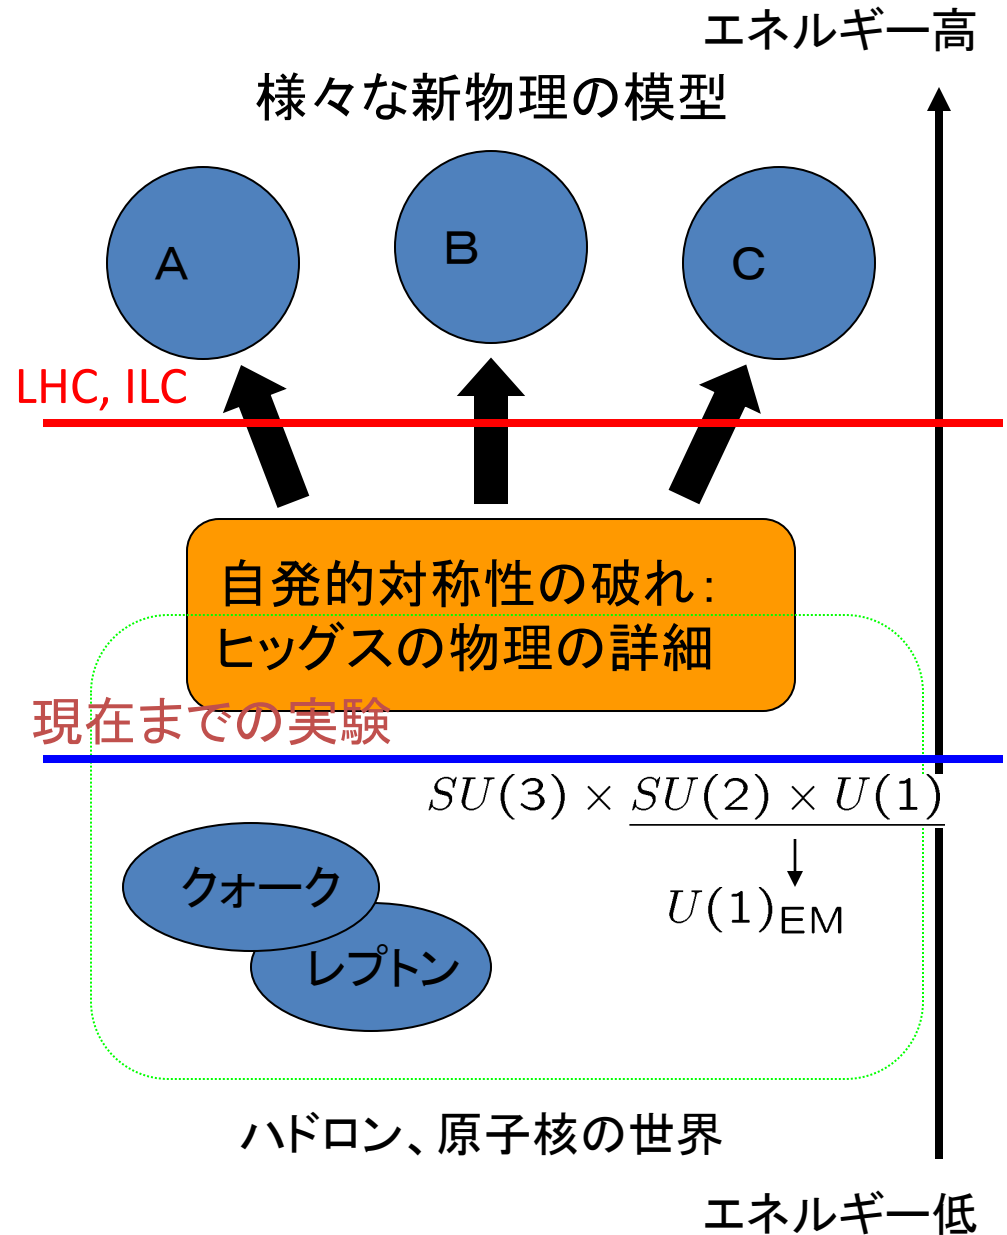 エネルギー高
様々な新物理の模型
A
B
C
LHC, ILC
自発的対称性の破れ:
ヒッグスの物理の詳細
現在までの実験
SU(3) × SU(2) × U(1)
U(1)EM
クォーク
レプトン
ハドロン、原子核の世界
エネルギー低